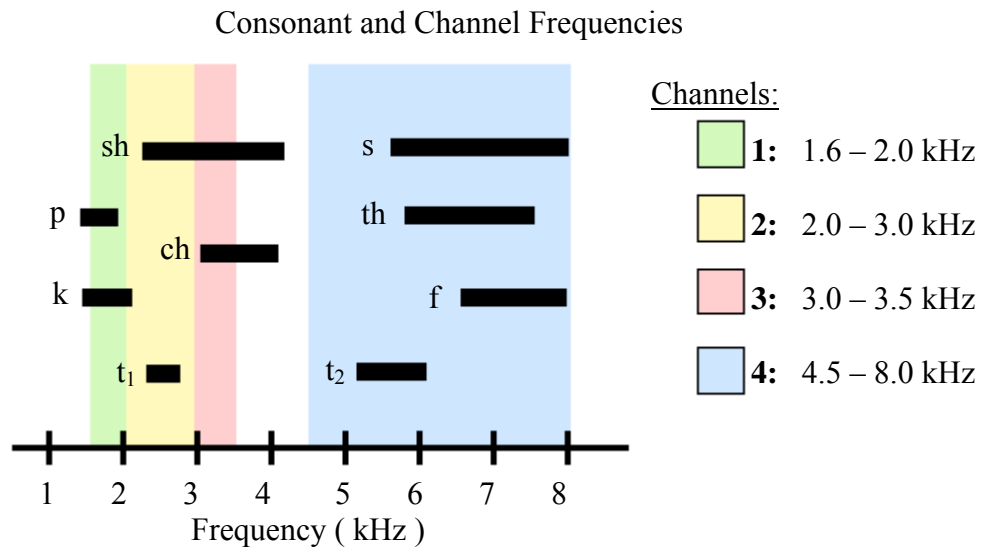 Consonant and Channel Frequencies
Channels:
sh
s
1: 1.6 – 2.0 kHz
p
th
2: 2.0 – 3.0 kHz
ch
k
f
3: 3.0 – 3.5 kHz
t₁
t₂
4: 4.5 – 8.0 kHz
1 2 3 4 5 6 7 8
Frequency ( kHz )